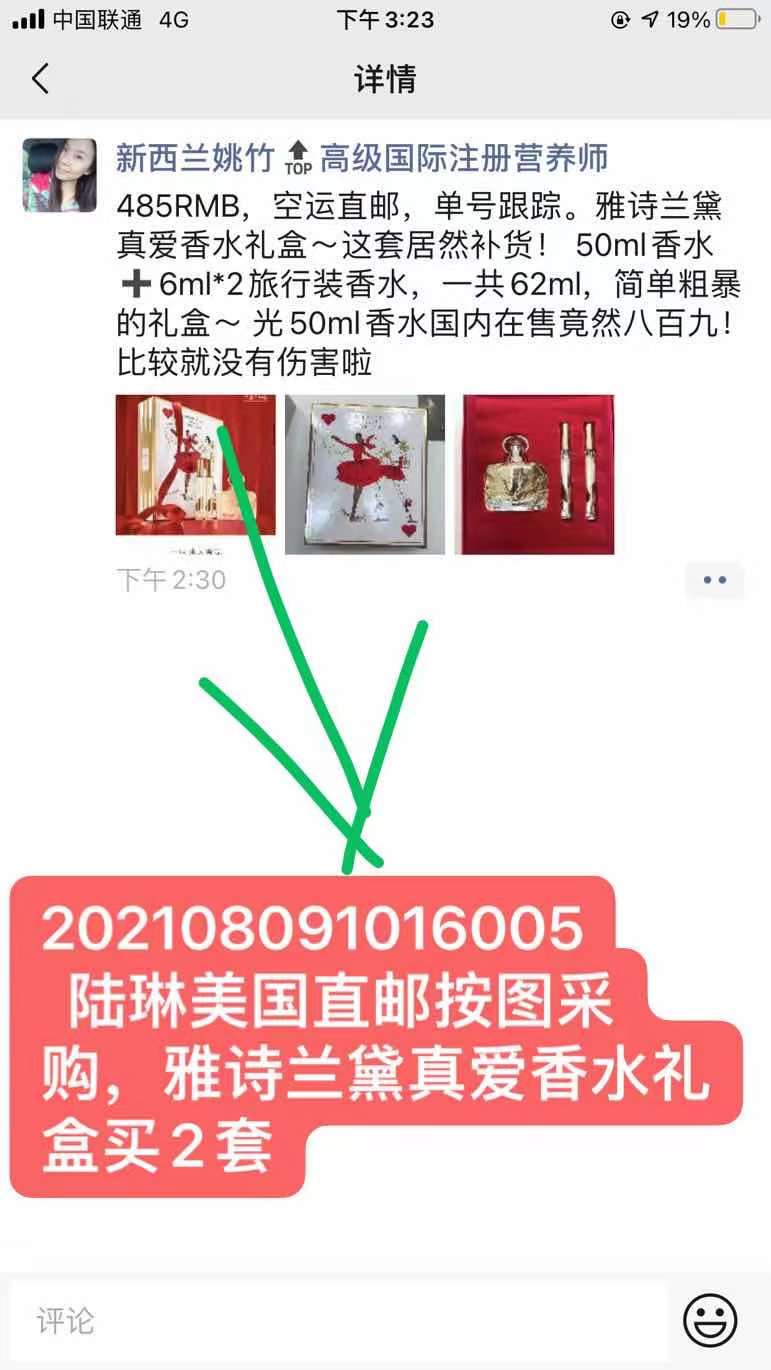 中国联通 4G 下午3:23 19%
详情
新西兰姚竹 TOP 高级国际注册营养师
485RMB，空运直邮，单号跟踪。雅诗兰黛
真爱香水礼盒～这套居然补货！ 50ml香水
➕6ml*2旅行装香水，一共62ml，简单粗暴
的礼盒～ 光50ml香水国内在售竟然八百九！
比较就没有伤害啦
下午2:30
202108091016005
陆琳美国直邮按图采
购，雅诗兰黛真爱香水礼
盒买2套
评论